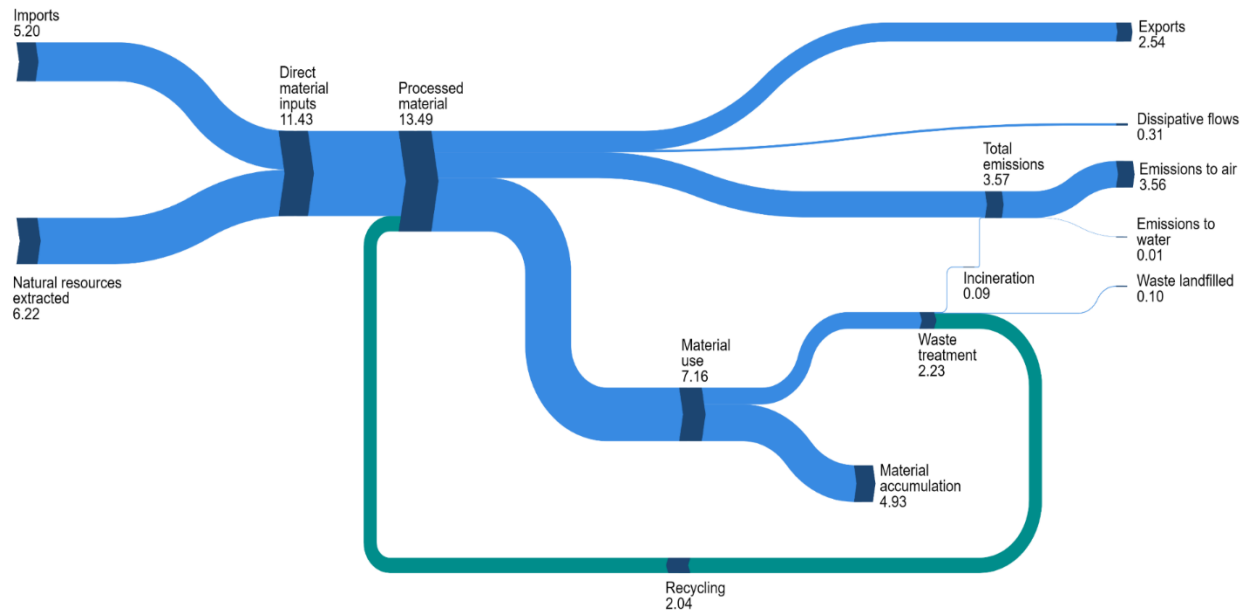 Imports
5.20
Exports
2.54
Direct
material
inputs
11.43
Processed
material
13.49
Dissipative flows
0.31
Total
emissions
3.57
Emissions to air
3.56
Emissions to
water
0.01
Natural resources
extracted
6.22
Incineration
0.09
Waste landfilled
0.10
Material
use
7.16
Waste
treatment
2.23
Material
accumulation
4.93
Recycling
2.04